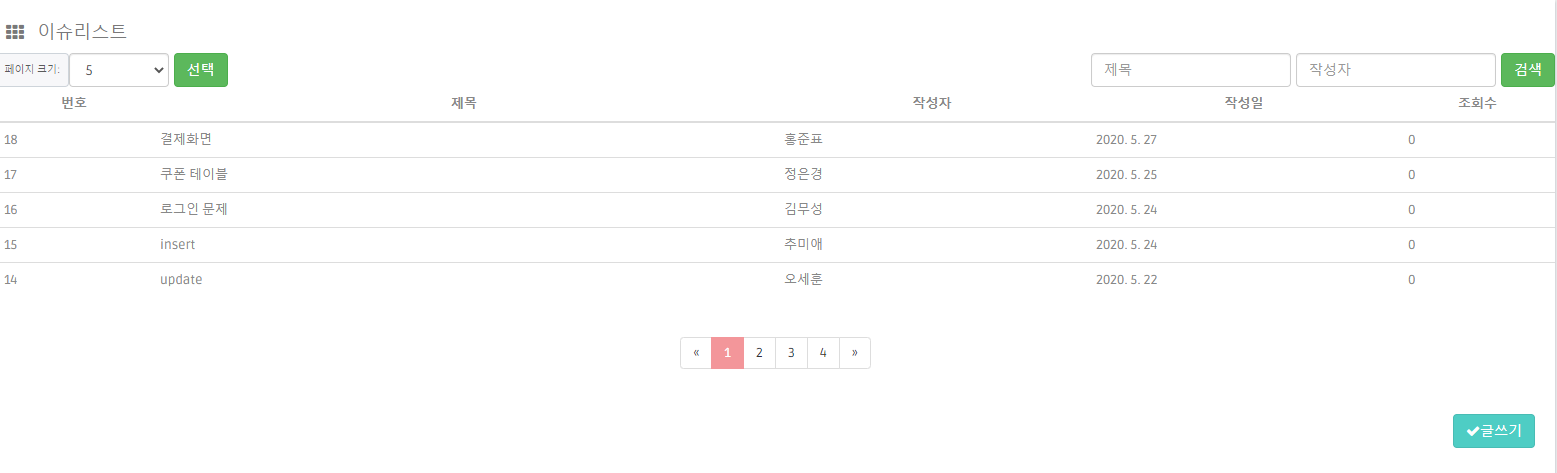 이슈리스트
페이지 크기: 5 선택 제목 작성자 검색
번호 제목 작성자 작성일 조회수
18 결제화면 홍준표 2020. 5. 27 0
17 쿠폰 테이블 정은경 2020. 5. 25 0
16 로그인 문제 김무성 2020. 5. 24 0
15 insert 추미애 2020. 5. 24 0
14 update 오세훈 2020. 5. 22 0
« 1 2 3 4 »
글쓰기